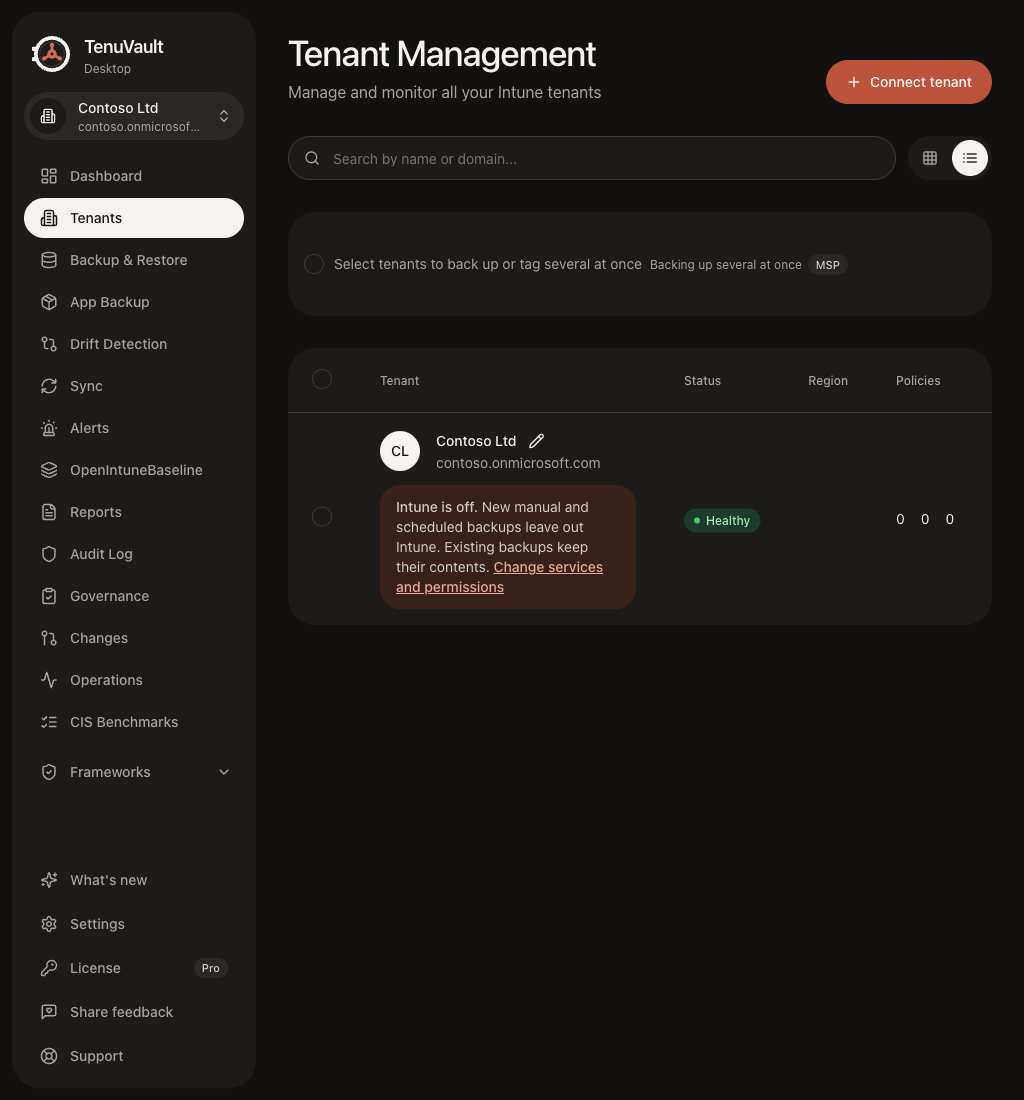 TenuVault
Desktop
Contoso Ltd
contoso.onmicrosof...
Dashboard
Tenants
Backup & Restore
App Backup
Drift Detection
Sync
Alerts
OpenIntuneBaseline
Reports
Audit Log
Governance
Changes
Operations
CIS Benchmarks
Frameworks
What's new
Settings
License Pro
Share feedback
Support
Tenant Management
Manage and monitor all your Intune tenants
Connect tenant
Search by name or domain...
Select tenants to back up or tag several at once Backing up several at once MSP
Tenant Status Region Policies
CL
Contoso Ltd
contoso.onmicrosoft.com
Intune is off. New manual and
scheduled backups leave out
Intune. Existing backups keep
their contents. Change services
and permissions
Healthy
0 0 0